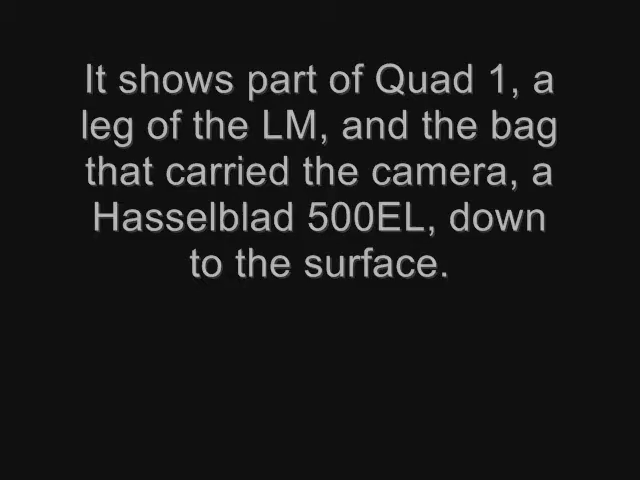 It shows part of Quad 1, a
leg of the LM, and the bag
that carried the camera, a
Hasselblad 500EL, down
to the surface.